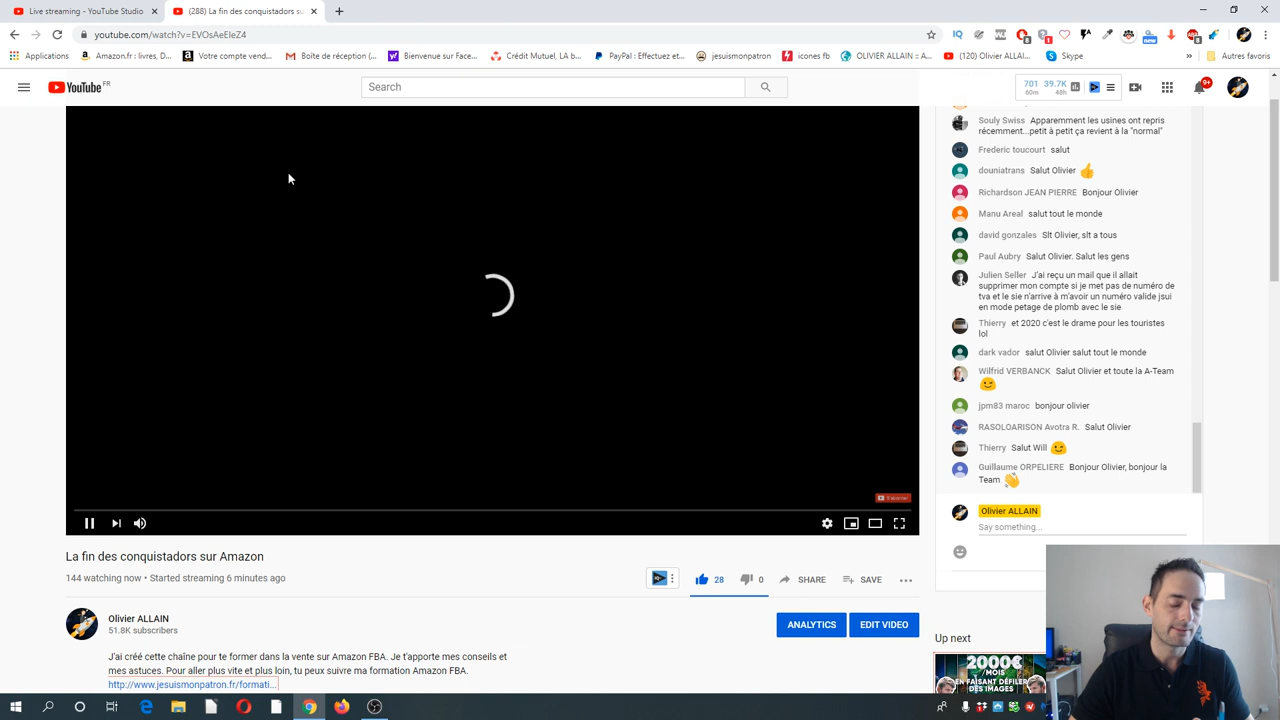 Live streaming - YouTube Studio
(288) La fin des conquistadors su
youtube.com/watch?v=EVOsAeEIeZ4
Applications
Amazon.fr : livres, D...
Votre compte vend...
Boîte de réception (...
Bienvenue sur Face...
Crédit Mutuel, LA b...
PayPal : Effectuez et...
jesuismonpatron
icones fb
OLIVIER ALLAIN : A...
(120) Olivier ALLAI...
Skype
»
Autres favoris
YouTube FR
Search
701 39.7K
60m 48h
9+
Souly Swiss Apparemment les usines ont repris
récemment...petit à petit ça revient à la "normal"
Frederic toucourt salut
douniatrans Salut Olivier 👍
Richardson JEAN PIERRE Bonjour Olivier
Manu Areal salut tout le monde
david gonzales Slt Olivier, slt a tous
Paul Aubry Salut Olivier. Salut les gens
Julien Seller J'ai reçu un mail que il allait
supprimer mon compte si je met pas de numéro de
tva et le sie n'arrive à m'avoir un numéro valide jsui
en mode petage de plomb avec le sie
Thierry et 2020 c'est le drame pour les touristes
lol
dark vador salut Olivier salut tout le monde
Wilfrid VERBANCK Salut Olivier et toute la A-Team
😉
jpm83 maroc bonjour olivier
RASOLOARISON Avotra R. Salut Olivier
Thierry Salut Will 😉
Guillaume ORPELIERE Bonjour Olivier, bonjour la
Team 👋
Olivier ALLAIN
Say something...
S'abonner
La fin des conquistadors sur Amazon
144 watching now • Started streaming 6 minutes ago
28
0
SHARE
SAVE
Olivier ALLAIN
51.8K subscribers
ANALYTICS
EDIT VIDEO
J'ai créé cette chaîne pour te former dans la vente sur Amazon FBA. Je t'apporte mes conseils et
mes astuces. Pour aller plus vite et plus loin, tu peux suivre ma formation Amazon FBA.
http://www.jesuismonpatron.fr/formati...
Up next
2000€
/MOIS
EN FAISANT DÉFILER
DES IMAGES